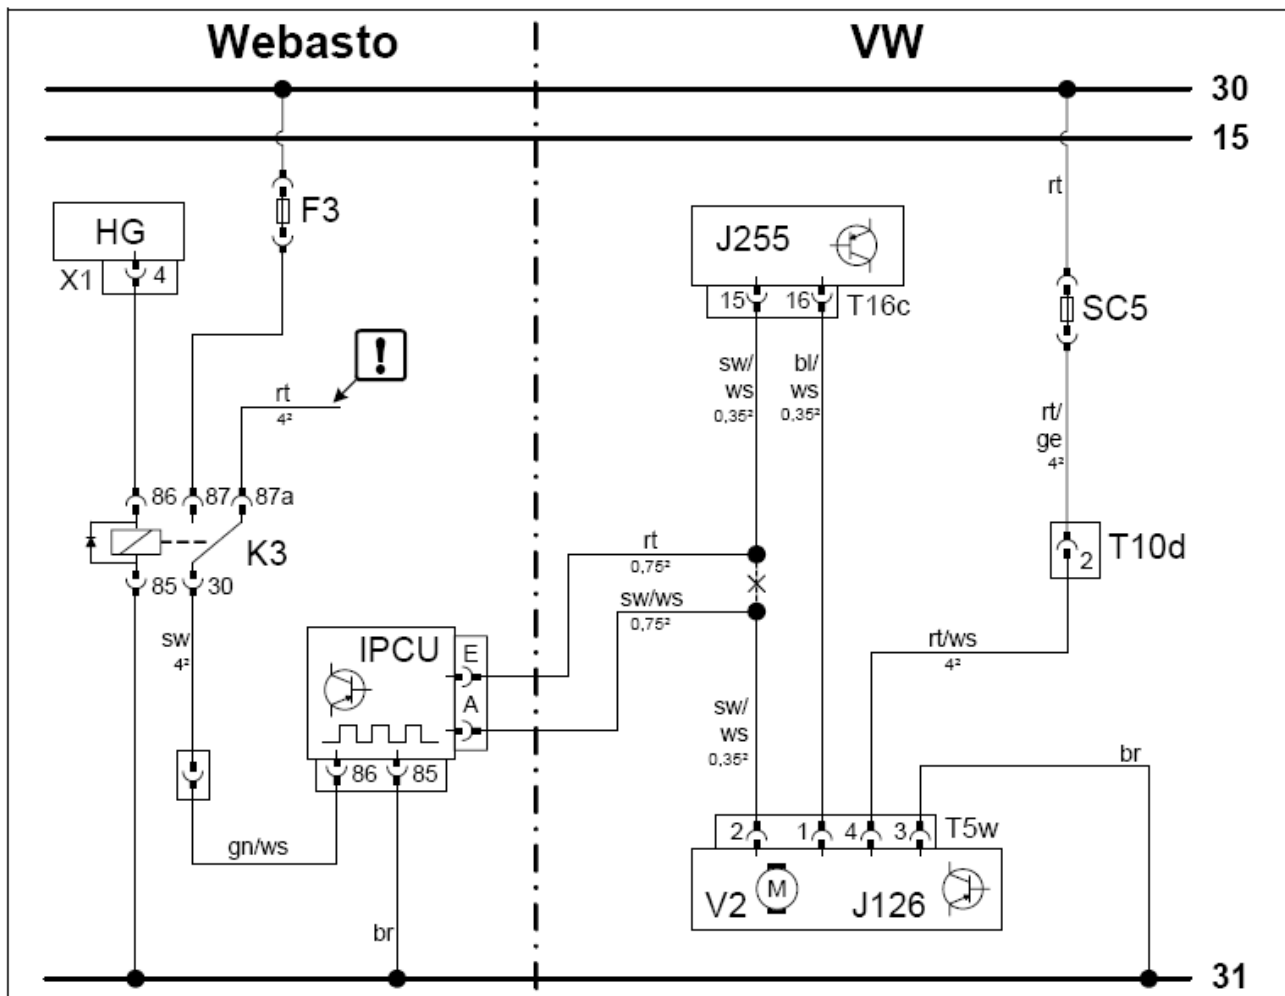 Webasto
VW
30
15
rt
F3
HG
X1
4
J255
15
16
T16c
SC5
!
rt
4²
sw/
ws
0,35²
bl/
ws
0,35²
rt/
ge
4²
86
87
87a
K3
85
30
rt
0,75²
sw/ws
0,75²
T10d
2
sw
4²
IPCU
E
A
rt/ws
4²
sw/
ws
0,35²
br
86
85
gn/ws
2
1
4
3
T5w
V2
M
J126
br
31